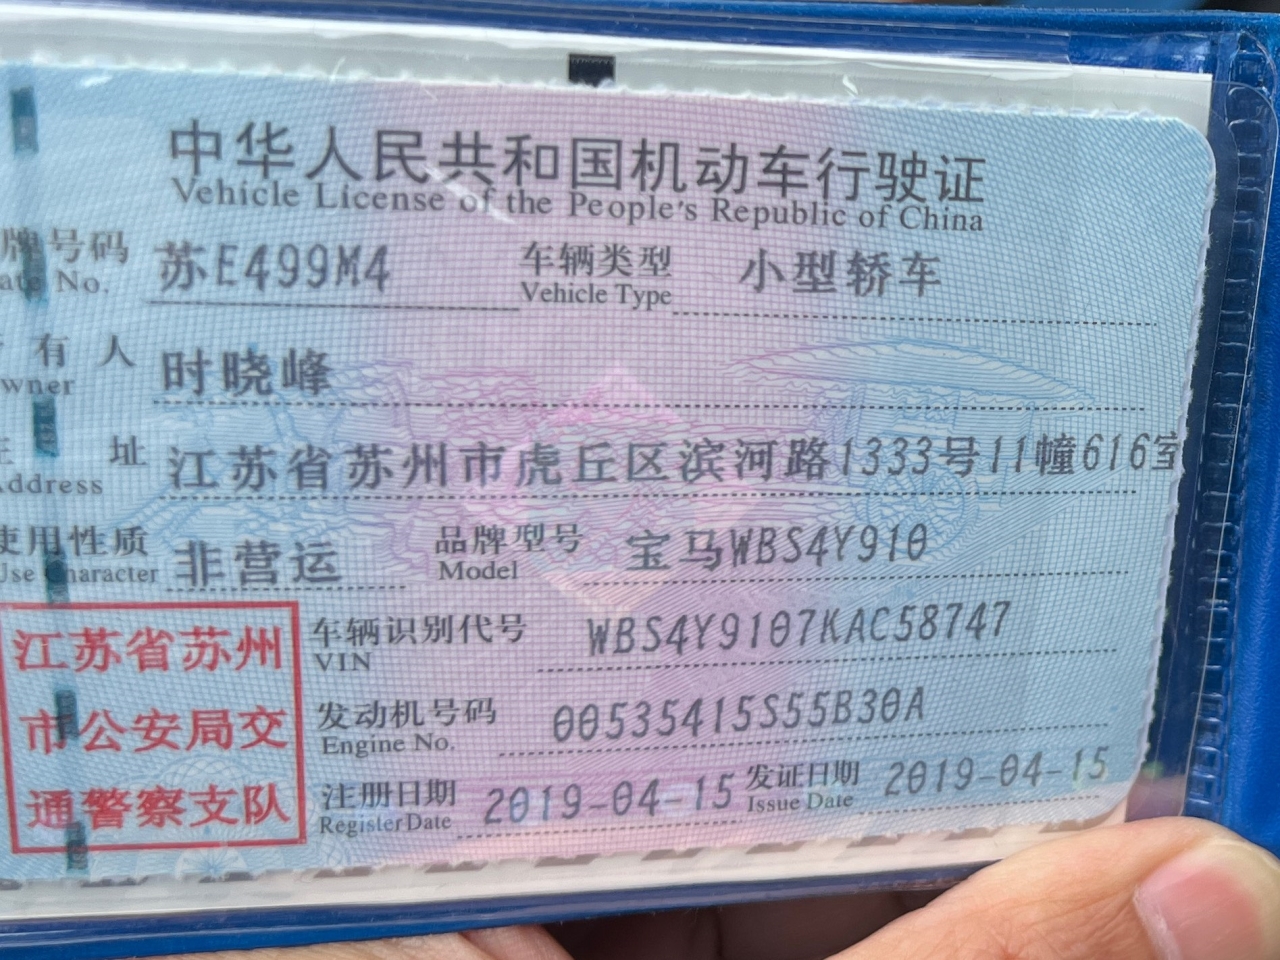 中华人民共和国机动车行驶证
Vehicle License of the People's Republic of China
牌号码 苏E499M4 车辆类型 小型轿车
No. Vehicle Type
有人 时晓峰
wner
址 江苏省苏州市虎丘区滨河路1333号11幢616室
ddress
使用性质 非营运 品牌型号 宝马WBS4Y910
Use Character Model
江苏省苏州
市公安局交
通警察支队
车辆识别代号 WBS4Y9107KAC58747
VIN
发动机号码 00535415S55B30A
Engine No.
注册日期 2019-04-15 发证日期 2019-04-15
Register Date Issue Date